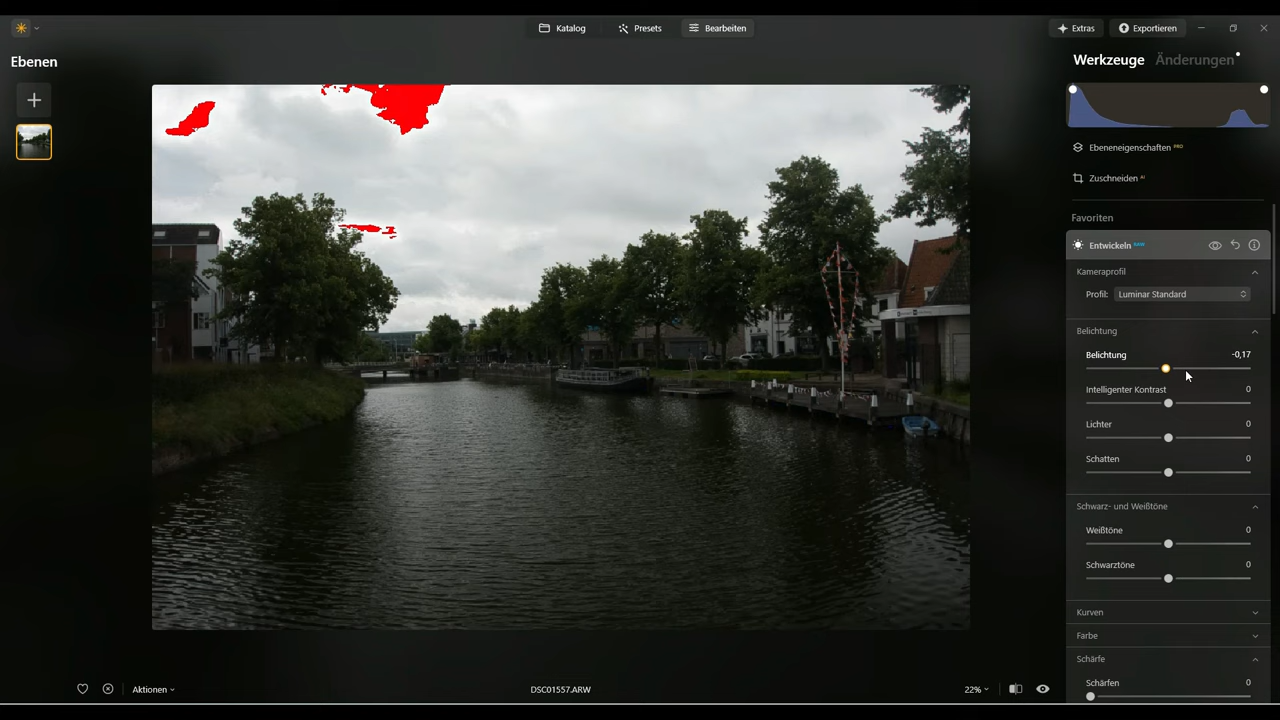 Katalog
Presets
Bearbeiten
Extras
Exportieren
Ebenen
Werkzeuge
Änderungen
Ebeneneigenschaften PRO
Zuschneiden AI
Favoriten
Entwickeln RAW
Kameraprofil
Profil: Luminar Standard
Belichtung
Belichtung -0,17
Intelligenter Kontrast 0
Lichter 0
Schatten 0
Schwarz- und Weißtöne
Weißtöne 0
Schwarztöne 0
Kurven
Farbe
Schärfe
Schärfen 0
Aktionen
DSC01557.ARW
22%